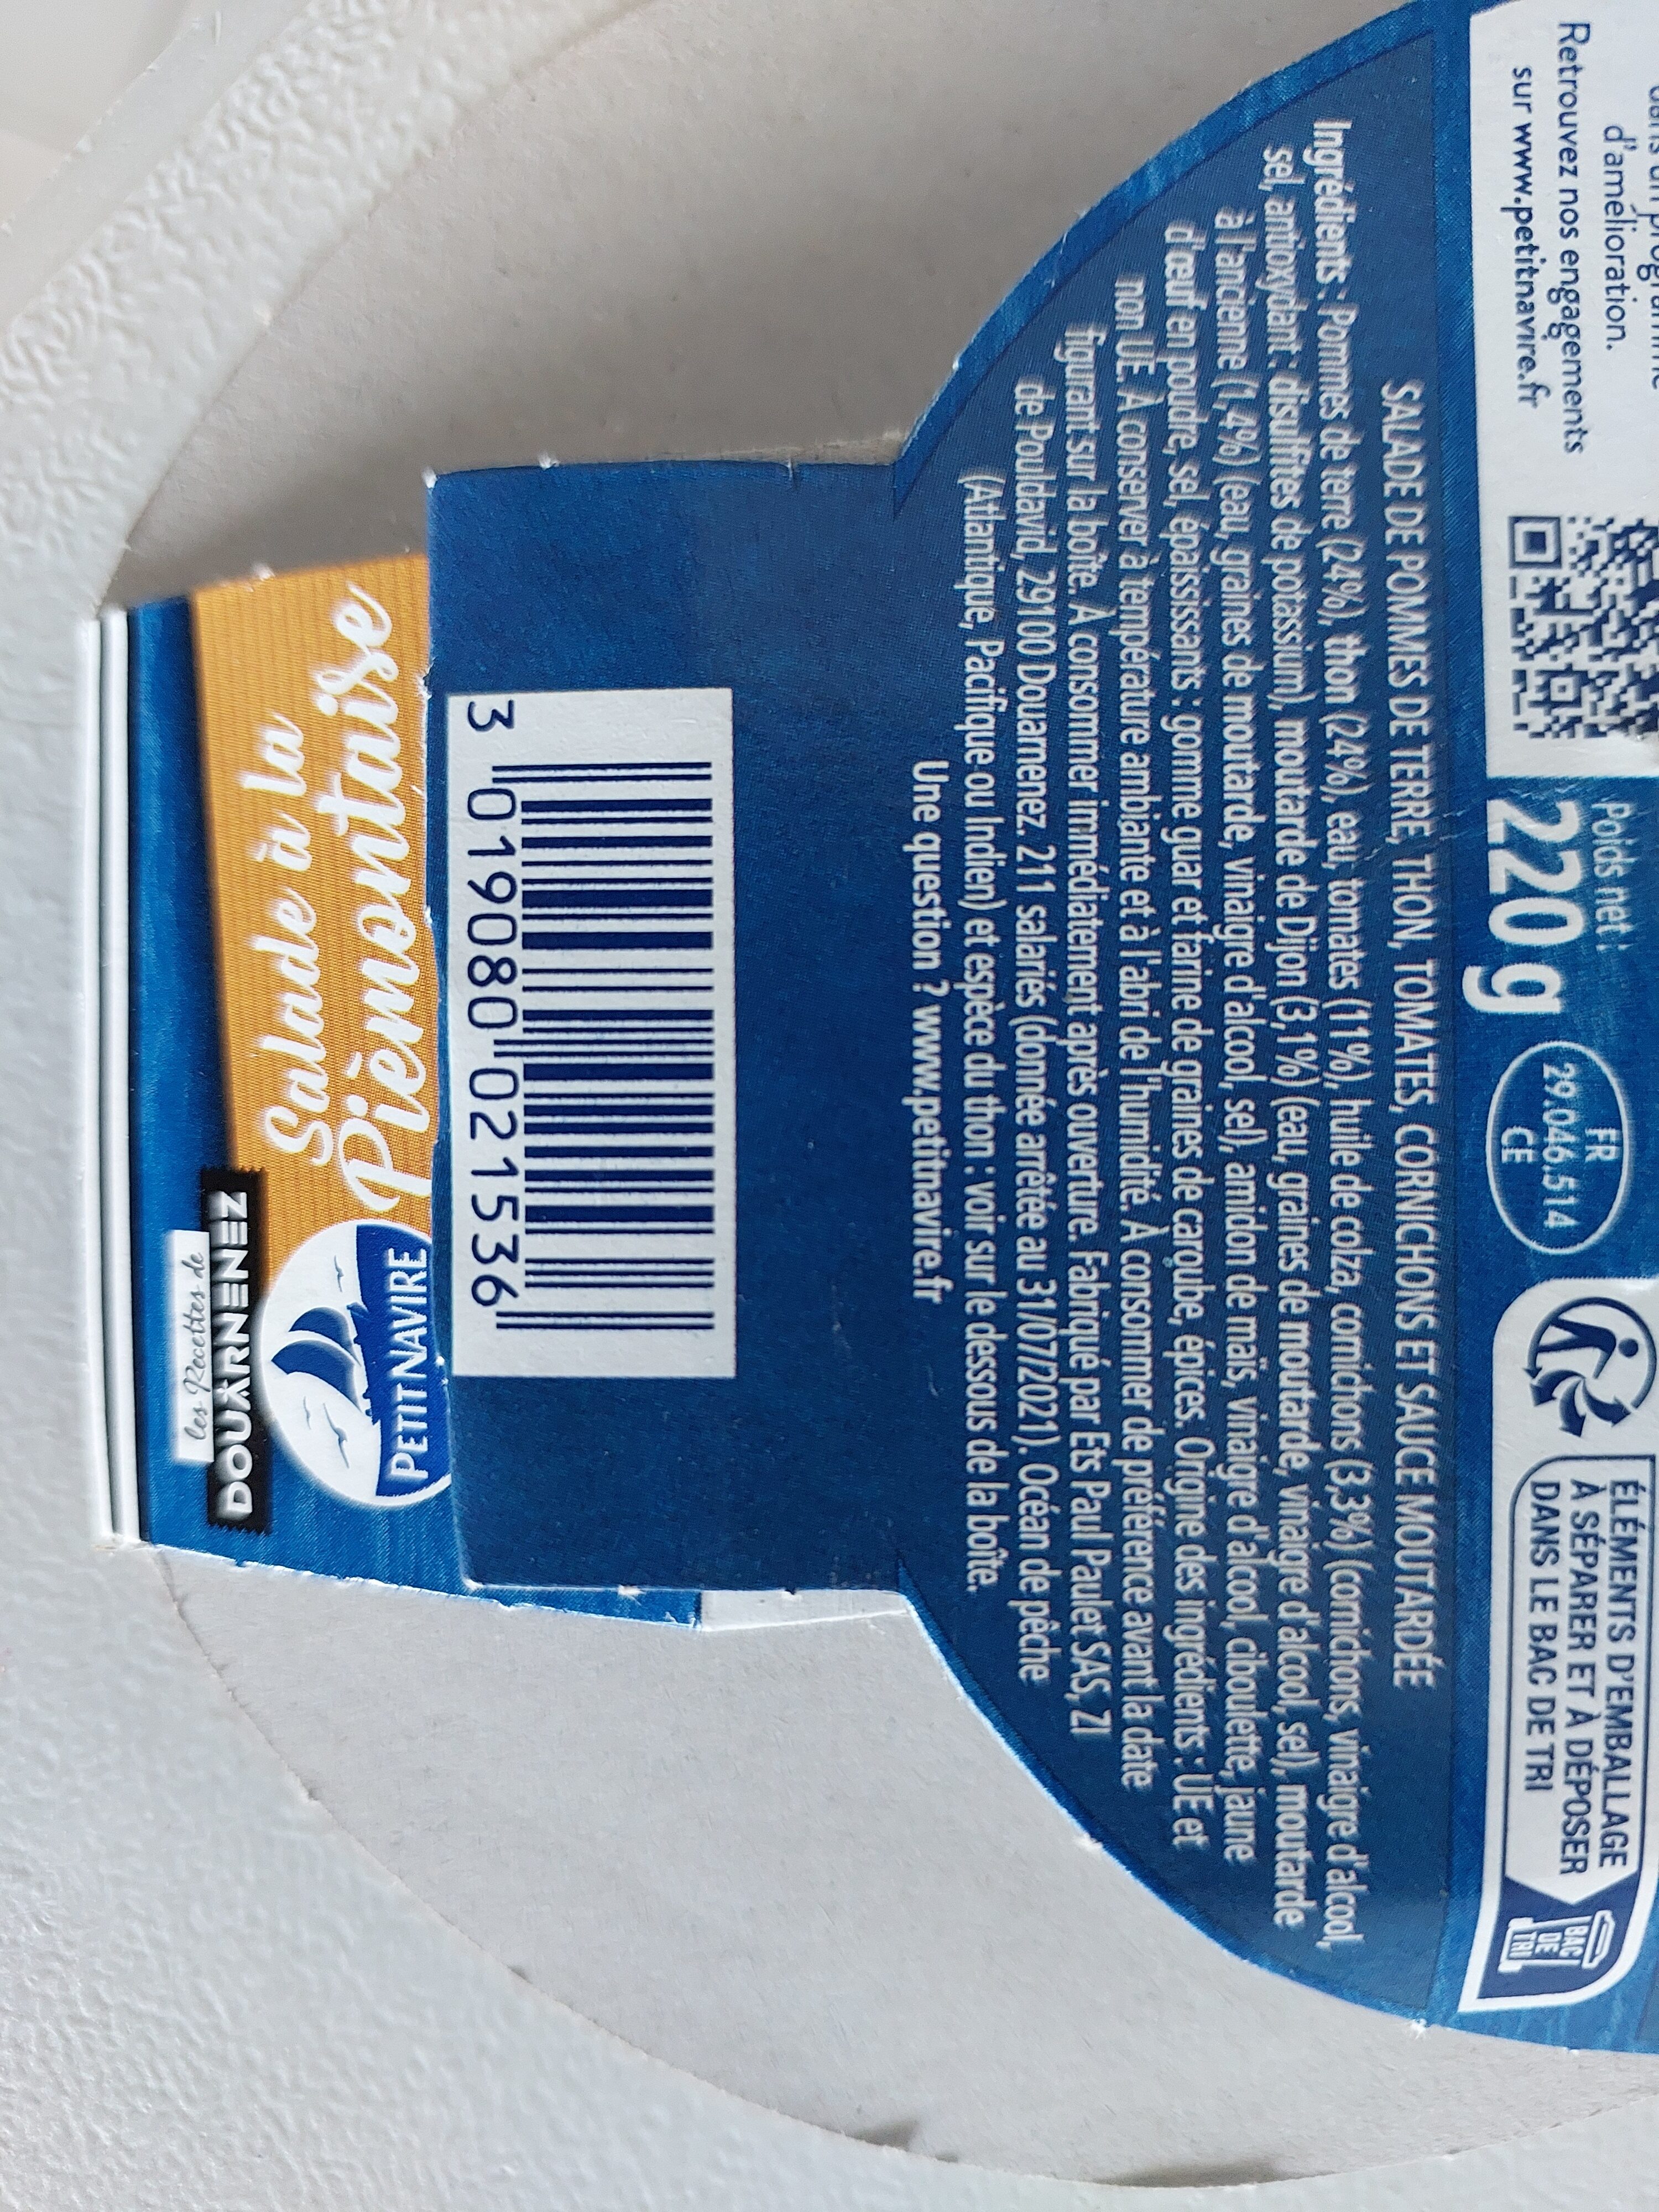 d'amélioration.
Retrouvez nos engagements
sur www.petitnavire.fr
Poids net :
220 g
FR
29.046.514
CE
ÉLÉMENTS D'EMBALLAGE
À SÉPARER ET À DÉPOSER
DANS LE BAC DE TRI
BAC
DE
TRI
SALADE DE POMMES DE TERRE, THON, TOMATES, CORNICHONS ET SAUCE MOUTARDÉE
Ingrédients : Pommes de terre (24%), thon (24%), eau, tomates (11%), huile de colza, cornichons (3,3%) (cornichons, vinaigre d'alcool,
sel, antioxydant : disulfites de potassium), moutarde de Dijon (3,1%) (eau, graines de moutarde, vinaigre d'alcool, sel), moutarde
à l'ancienne (1,4%) (eau, graines de moutarde, vinaigre d'alcool, sel), amidon de maïs, vinaigre d'alcool, ciboulette, jaune
d'œuf en poudre, sel, épaississants : gomme guar et farine de graines de caroube, épices. Origine des ingrédients : UE et
non UE. À conserver à température ambiante et à l'abri de l'humidité. À consommer de préférence avant la date
figurant sur la boîte. À consommer immédiatement après ouverture. Fabriqué par Ets Paul Paulet SAS, ZI
de Pouldavid, 29100 Douarnenez. 211 salariés (donnée arrêtée au 31/07/2021). Océan de pêche
(Atlantique, Pacifique ou Indien) et espèce du thon : voir sur le dessous de la boîte.
Une question ? www.petitnavire.fr
3 019080 021536
Salade à la
Piémontaise
PETIT NAVIRE
les Recettes de
DOUARNENEZ